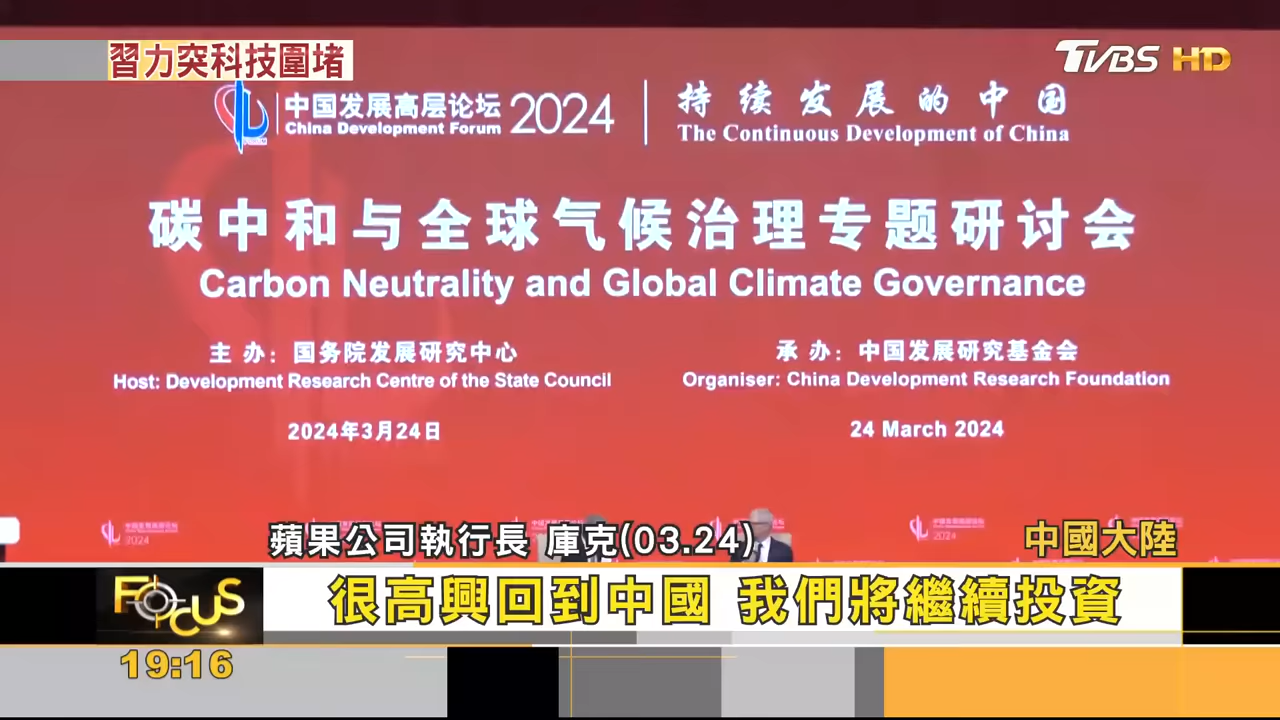 習力突科技圍堵
TVBS HD
中国发展高层论坛
China Development Forum
2024
持续发展的中国
The Continuous Development of China
碳中和与全球气候治理专题研讨会
Carbon Neutrality and Global Climate Governance
主 办：国务院发展研究中心
Host: Development Research Centre of the State Council
承 办：中国发展研究基金会
Organiser: China Development Research Foundation
2024年3月24日
24 March 2024
蘋果公司執行長 庫克(03.24)
中國大陸
FOCUS
很高興回到中國 我們將繼續投資
19:16